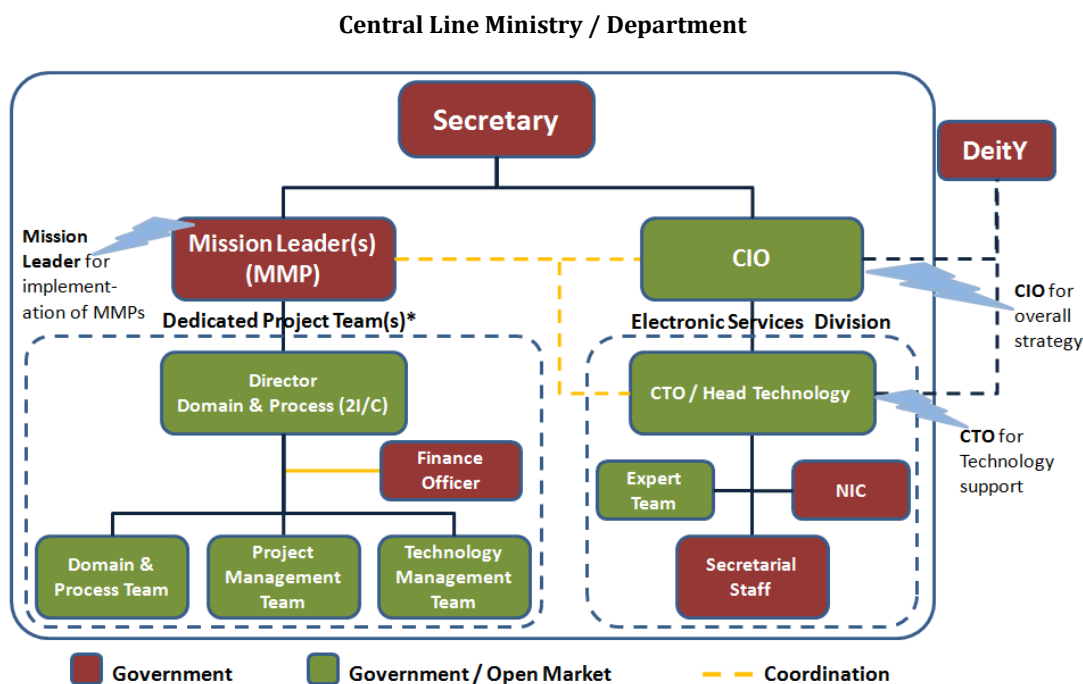 Central Line Ministry / Department
Secretary
DeitY
Mission
Leader for
implement-
ation of MMPs
Mission Leader(s)
(MMP)
CIO
CIO for
overall
strategy
Dedicated Project Team(s)*
Electronic Services Division
Director
Domain & Process (2I/C)
CTO / Head Technology
CTO for
Technology
support
Finance
Officer
Expert
Team
NIC
Domain &
Process Team
Project
Management
Team
Technology
Management
Team
Secretarial
Staff
Government
Government / Open Market
Coordination